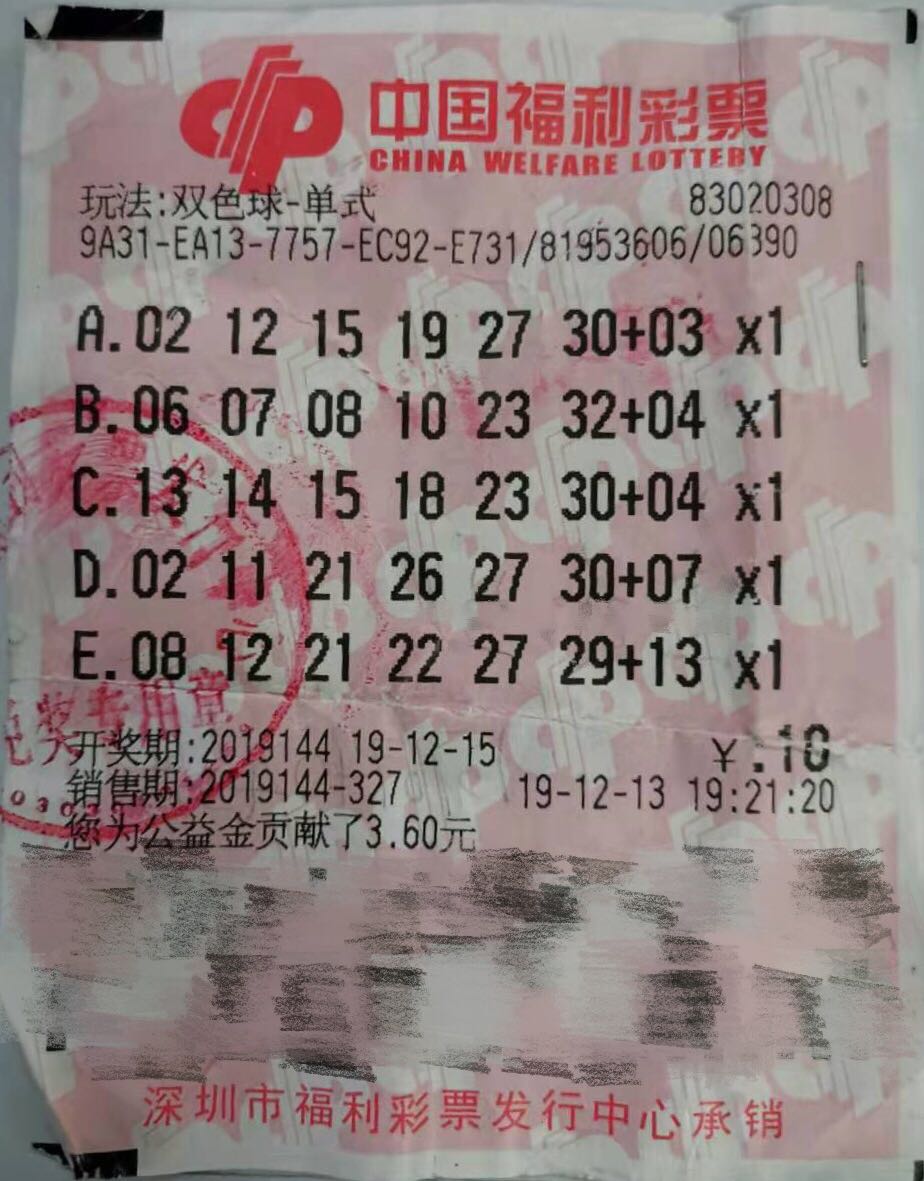 中国福利彩票
CHINA WELFARE LOTTERY
玩法:双色球-单式 83020308
9A31-EA13-7757-EC92-E731/81953606/06390
A.02 12 15 19 27 30+03 x1
B.06 07 08 10 23 32+04 x1
C.13 14 15 18 23 30+04 x1
D.02 11 21 26 27 30+07 x1
E.08 12 21 22 27 29+13 x1
专用章
开奖期:2019144 19-12-15 ¥:10
销售期:2019144-327 19-12-13 19:21:20
您为公益金贡献了3.60元
深圳市福利彩票发行中心承销